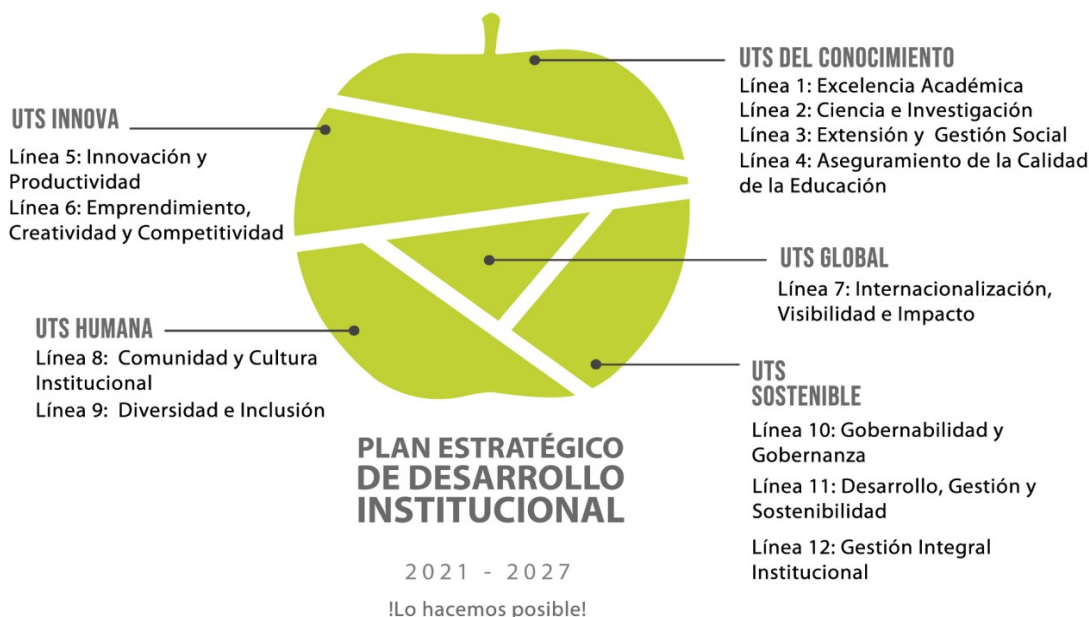 UTS DEL CONOCIMIENTO
Línea 1: Excelencia Académica
Línea 2: Ciencia e Investigación
Línea 3: Extensión y Gestión Social
Línea 4: Aseguramiento de la Calidad
de la Educación
UTS INNOVA
Línea 5: Innovación y
Productividad
Línea 6: Emprendimiento,
Creatividad y Competitividad
UTS GLOBAL
Línea 7: Internacionalización,
Visibilidad e Impacto
UTS HUMANA
Línea 8: Comunidad y Cultura
Institucional
Línea 9: Diversidad e Inclusión
UTS
SOSTENIBLE
Línea 10: Gobernabilidad y
Gobernanza
Línea 11: Desarrollo, Gestión y
Sostenibilidad
Línea 12: Gestión Integral
Institucional
PLAN ESTRATÉGICO
DE DESARROLLO
INSTITUCIONAL
2021 - 2027
!Lo hacemos posible!